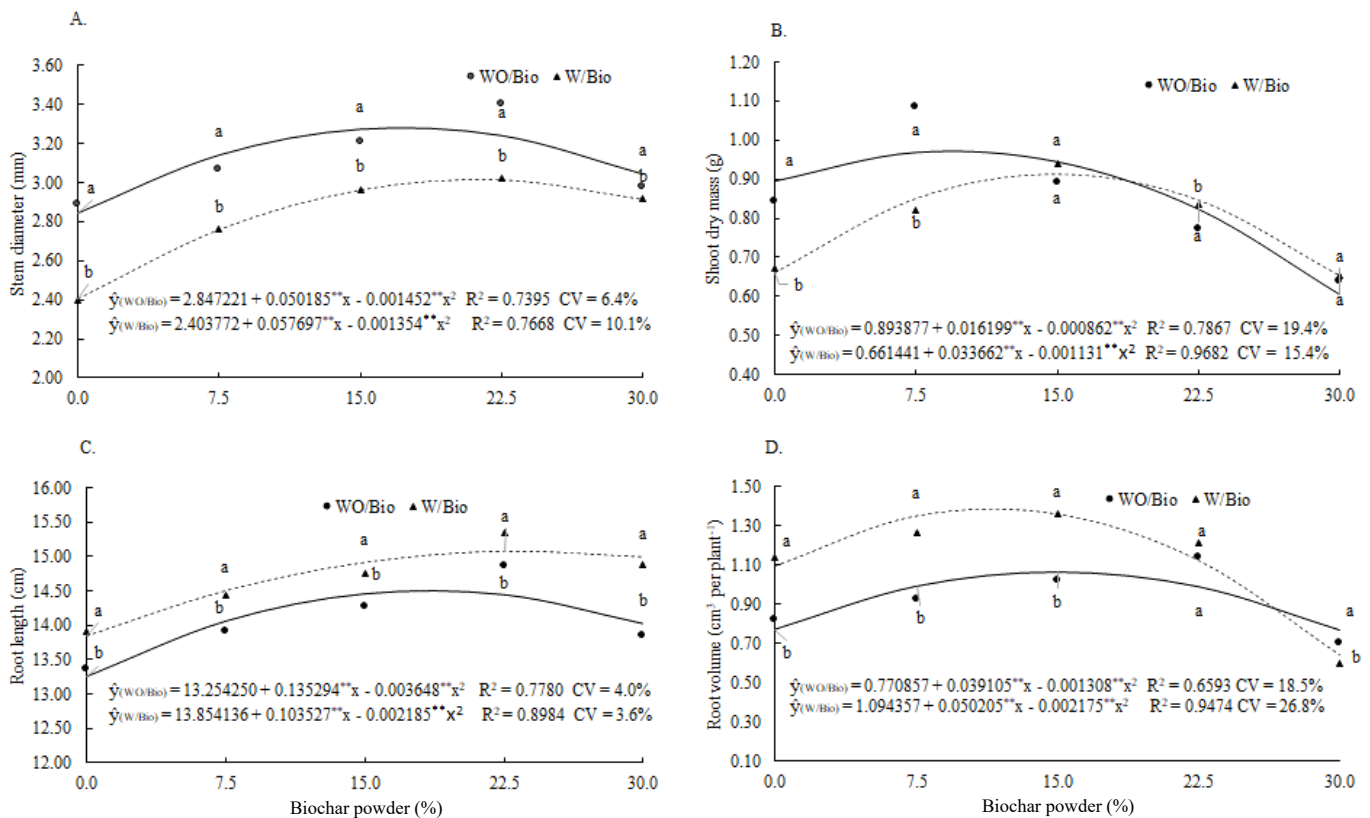 A.
Stem diameter (mm)
3.60
3.40
3.20
3.00
2.80
2.60
2.40
2.20
2.00
WO/Bio W/Bio
a a a a a
b b b b b
ŷ(WO/Bio) = 2.847221 + 0.050185**x - 0.001452**x² R² = 0.7395 CV = 6.4%
ŷ(W/Bio) = 2.403772 + 0.057697**x - 0.001354**x² R² = 0.7668 CV = 10.1%
0.0 7.5 15.0 22.5 30.0
B.
Shoot dry mass (g)
1.20
1.10
1.00
0.90
0.80
0.70
0.60
0.50
0.40
WO/Bio W/Bio
a a a b a
b b a a a
ŷ(WO/Bio) = 0.893877 + 0.016199**x - 0.000862**x² R² = 0.7867 CV = 19.4%
ŷ(W/Bio) = 0.661441 + 0.033662**x - 0.001131**x² R² = 0.9682 CV = 15.4%
0.0 7.5 15.0 22.5 30.0
C.
Root length (cm)
16.00
15.50
15.00
14.50
14.00
13.50
13.00
12.50
12.00
WO/Bio W/Bio
a a a a a
b b b b b
ŷ(WO/Bio) = 13.254250 + 0.135294**x - 0.003648**x² R² = 0.7780 CV = 4.0%
ŷ(W/Bio) = 13.854136 + 0.103527**x - 0.002185**x² R² = 0.8984 CV = 3.6%
0.0 7.5 15.0 22.5 30.0
Biochar powder (%)
D.
Root volume (cm³ per plant⁻¹)
1.50
1.30
1.10
0.90
0.70
0.50
0.30
0.10
WO/Bio W/Bio
a a a a a
b b b a b
ŷ(WO/Bio) = 0.770857 + 0.039105**x - 0.001308**x² R² = 0.6593 CV = 18.5%
ŷ(W/Bio) = 1.094357 + 0.050205**x - 0.002175**x² R² = 0.9474 CV = 26.8%
0.0 7.5 15.0 22.5 30.0
Biochar powder (%)